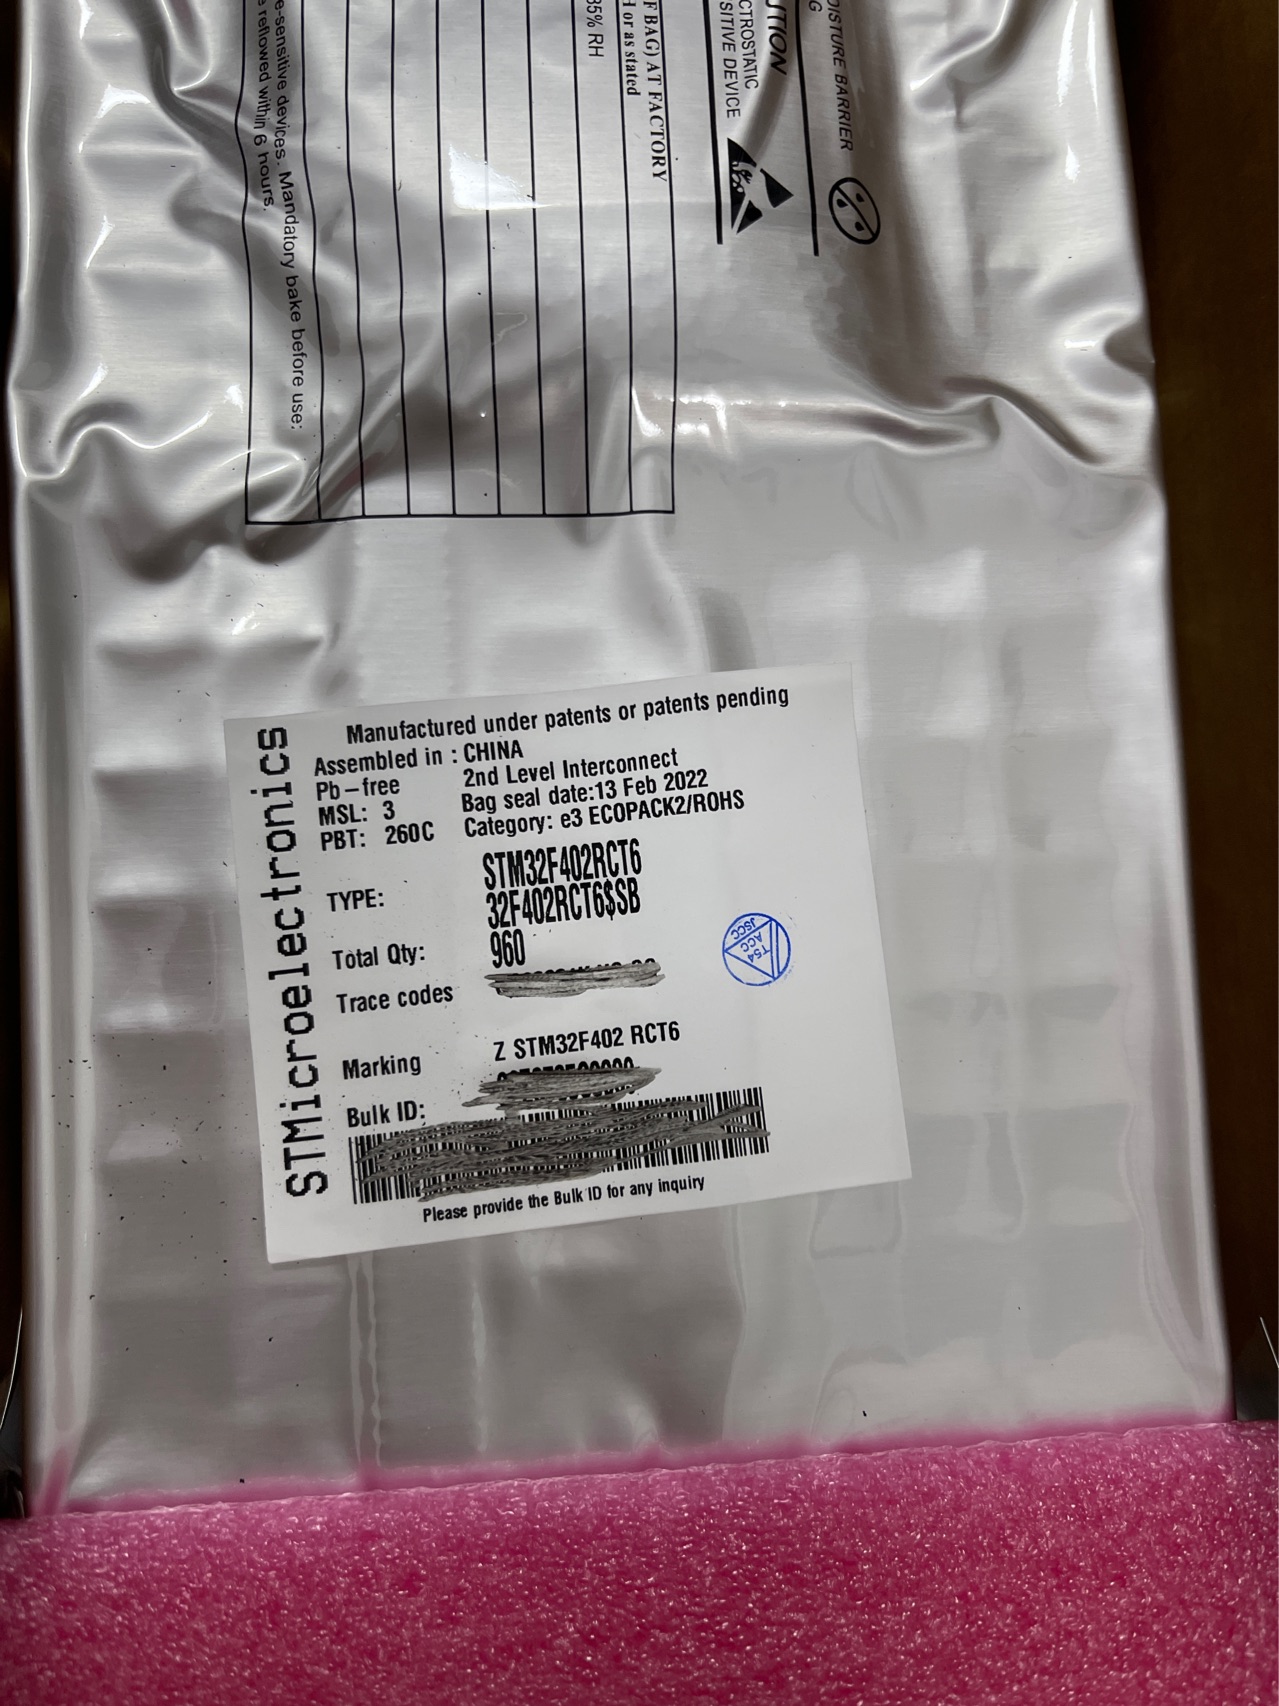 OISTURE BARRIER
G
UTION
CTROSTATIC
SITIVE DEVICE
F BAG) AT FACTORY
H or as stated
35% RH
e-sensitive devices. Mandatory bake before use:
e reflowed within 6 hours.
STMicroelectronics
Manufactured under patents or patents pending
Assembled in : CHINA
Pb-free 2nd Level Interconnect
MSL: 3 Bag seal date:13 Feb 2022
PBT: 260C Category: e3 ECOPACK2/ROHS
STM32F402RCT6
TYPE: 32F402RCT6$SB
Total Qty: 960
Trace codes
Marking Z STM32F402 RCT6
Bulk ID:
Please provide the Bulk ID for any inquiry
JSCC
ACC
T54